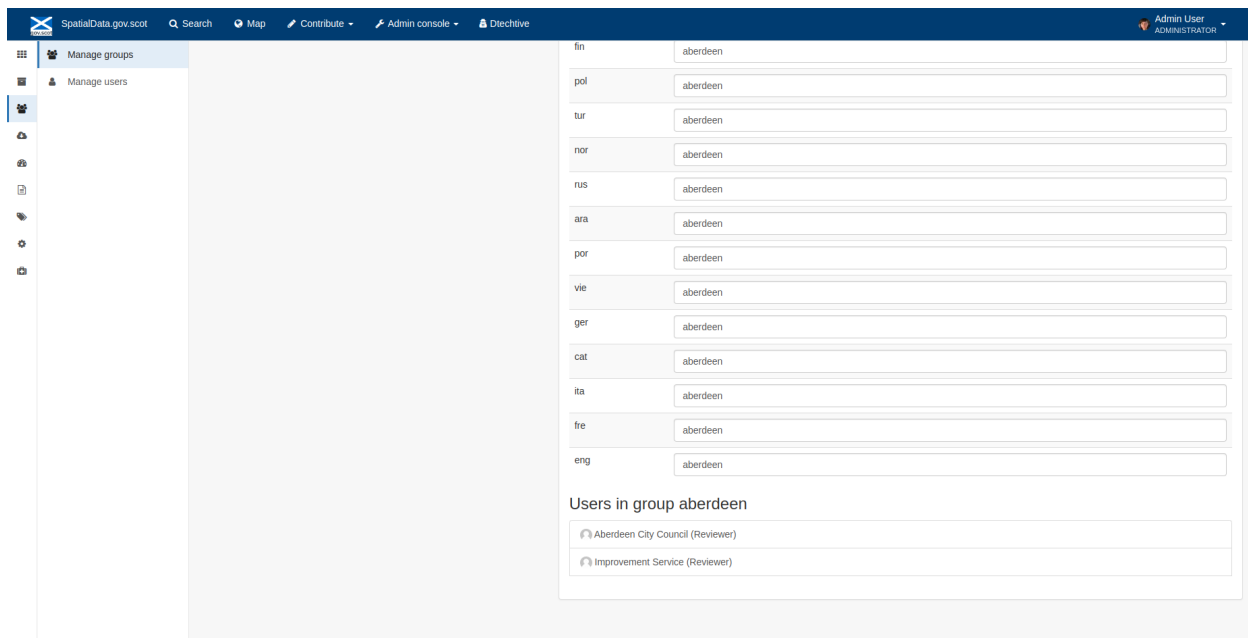 SpatialData.gov.scot Search Map Contribute Admin console Dtechtive Admin User
ADMINISTRATOR
GOV.SCOT
Manage groups
Manage users
fin aberdeen
pol aberdeen
tur aberdeen
nor aberdeen
rus aberdeen
ara aberdeen
por aberdeen
vie aberdeen
ger aberdeen
cat aberdeen
ita aberdeen
fre aberdeen
eng aberdeen
Users in group aberdeen
Aberdeen City Council (Reviewer)
Improvement Service (Reviewer)